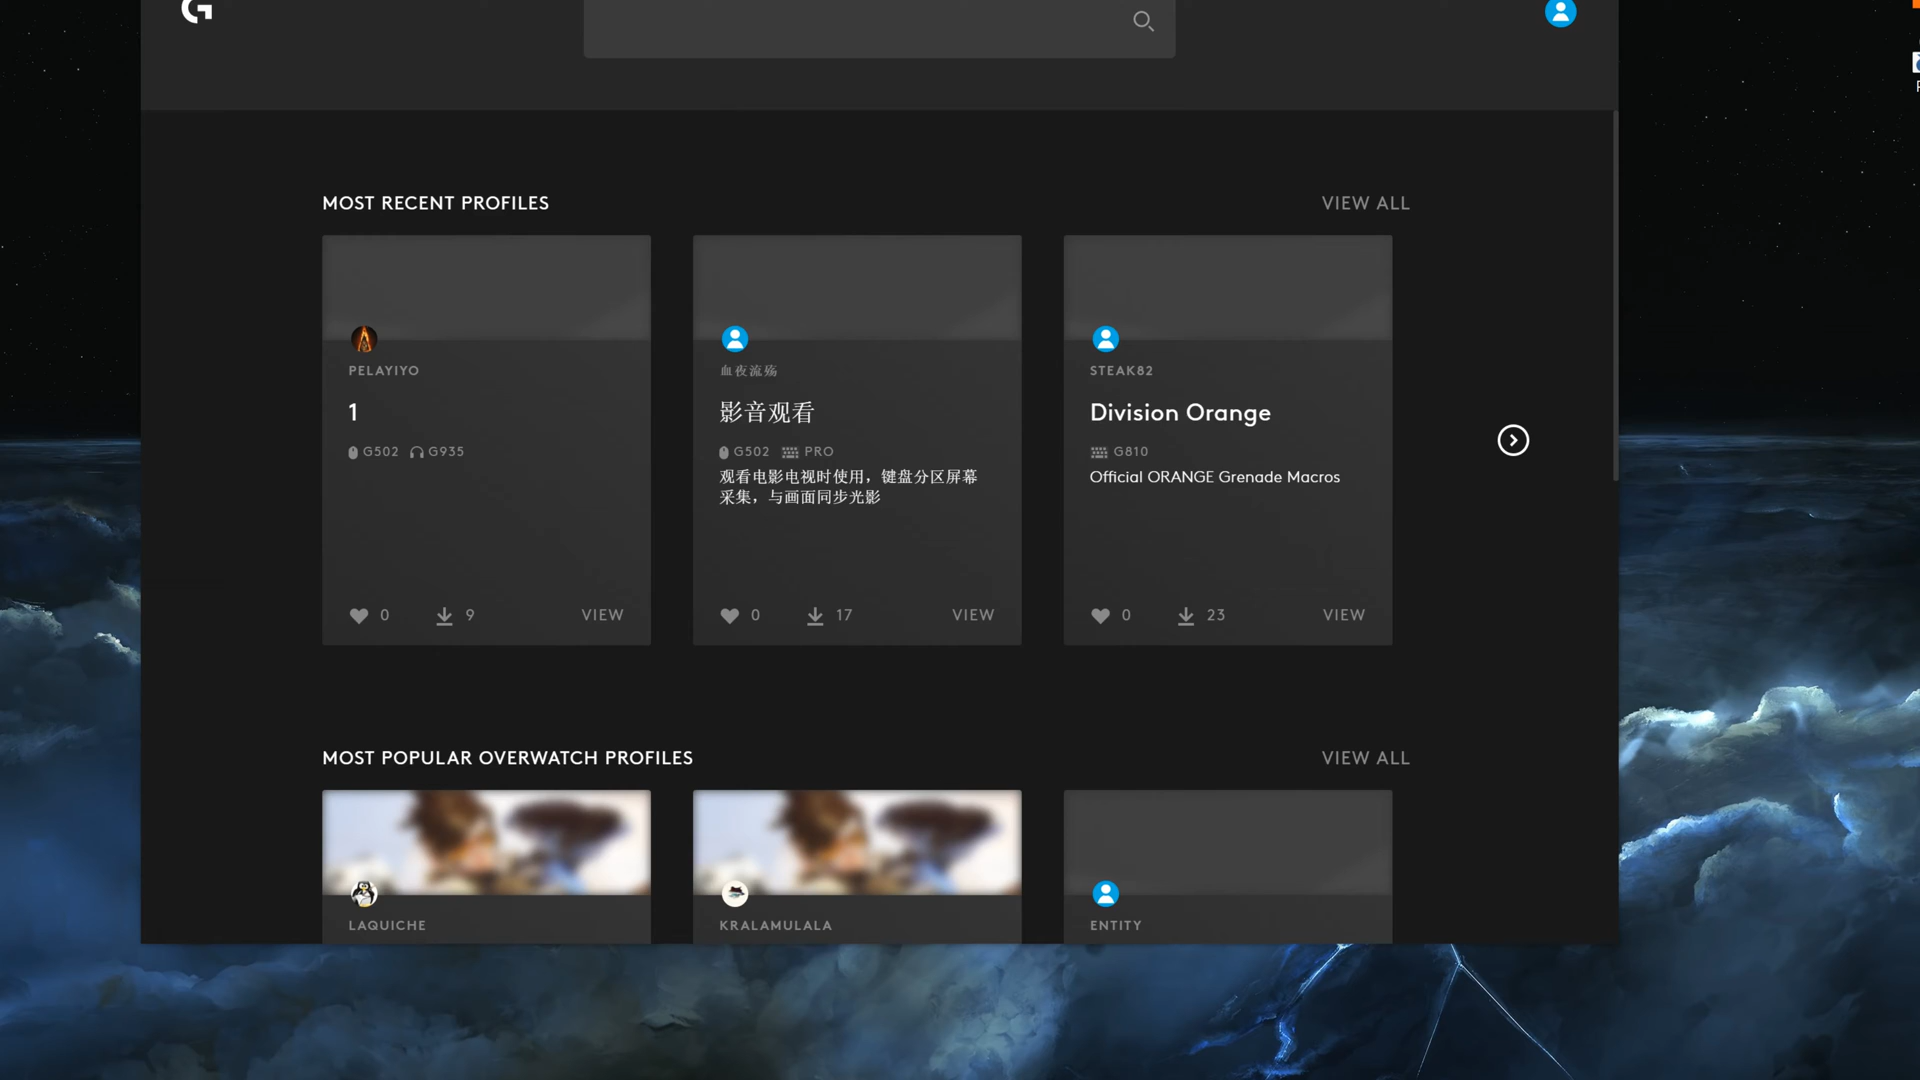 MOST RECENT PROFILES
VIEW ALL
PELAYIYO
1
G502 G935
0 9 VIEW
血夜流殇
影音观看
G502 PRO
观看电影电视时使用，键盘分区屏幕
采集，与画面同步光影
0 17 VIEW
STEAK82
Division Orange
G810
Official ORANGE Grenade Macros
0 23 VIEW
MOST POPULAR OVERWATCH PROFILES
VIEW ALL
LAQUICHE
KRALAMULALA
ENTITY